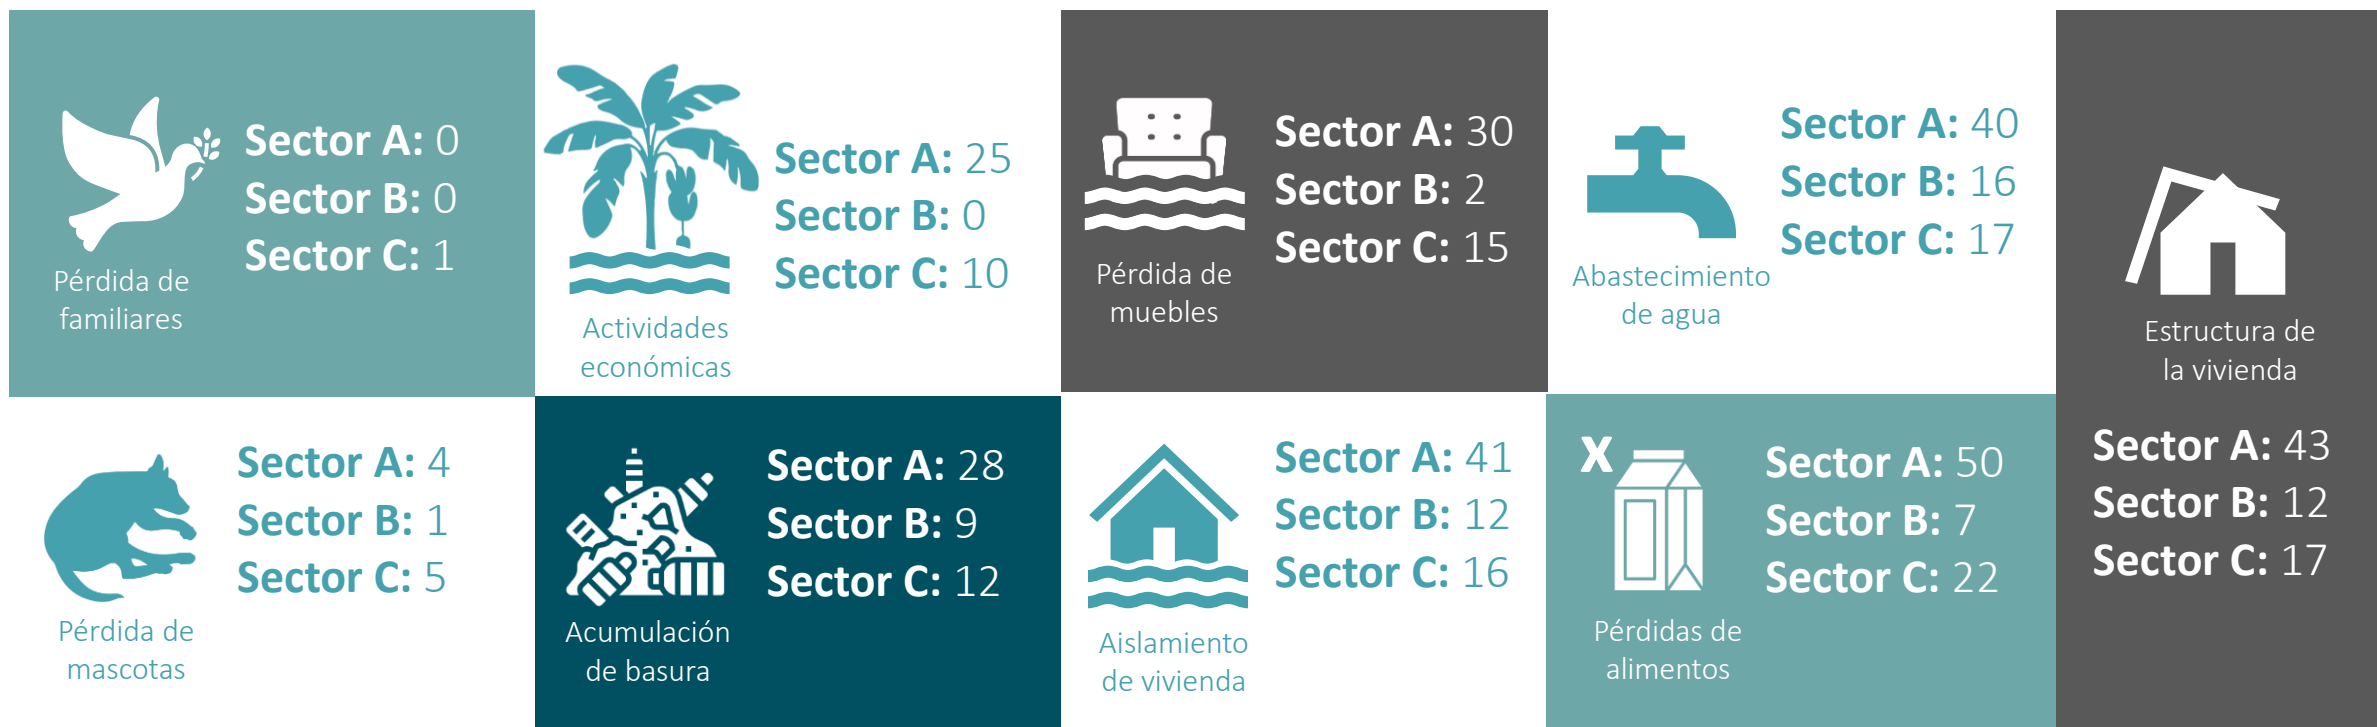 Sector A: 0
Sector B: 0
Sector C: 1
Pérdida de
familiares
Sector A: 25
Sector B: 0
Sector C: 10
Actividades
económicas
Sector A: 30
Sector B: 2
Sector C: 15
Pérdida de
muebles
Sector A: 40
Sector B: 16
Sector C: 17
Abastecimiento
de agua
Estructura de
la vivienda
Sector A: 43
Sector B: 12
Sector C: 17
Sector A: 4
Sector B: 1
Sector C: 5
Pérdida de
mascotas
Sector A: 28
Sector B: 9
Sector C: 12
Acumulación
de basura
Sector A: 41
Sector B: 12
Sector C: 16
Aislamiento
de vivienda
X
Sector A: 50
Sector B: 7
Sector C: 22
Pérdidas de
alimentos